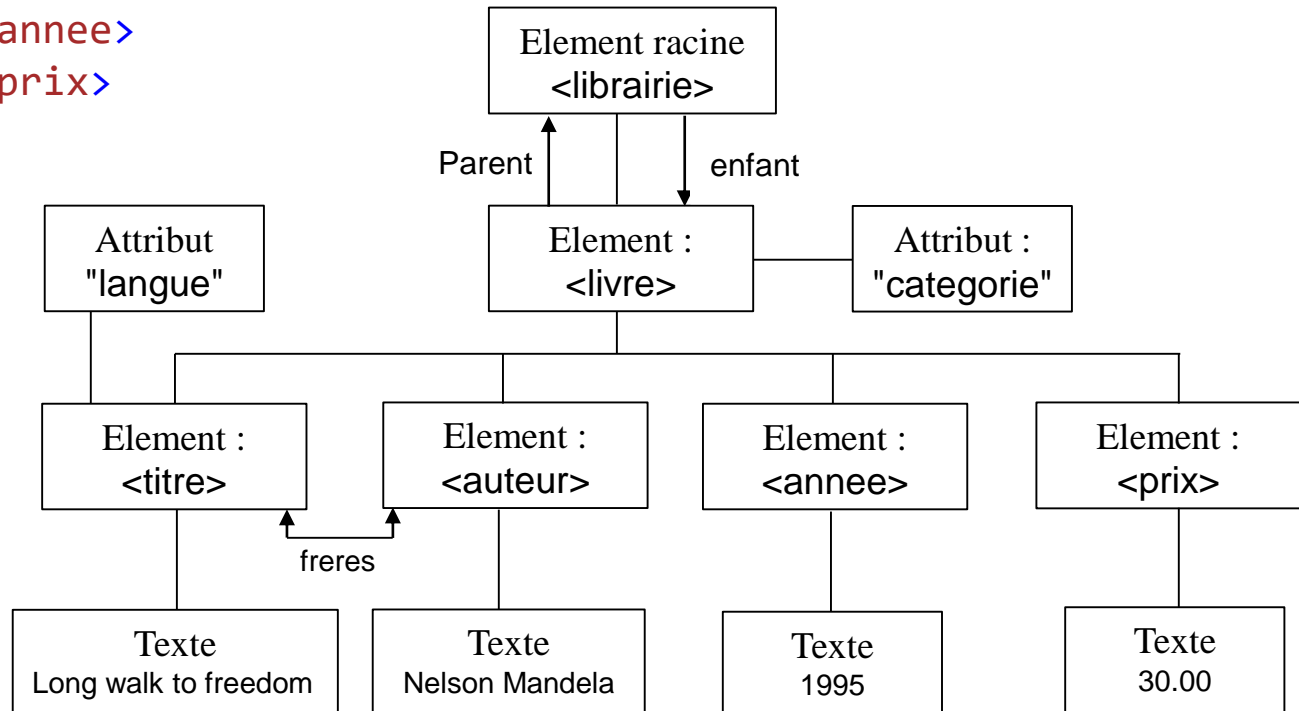 annee>
prix>
Element racine
<librairie>
Parent
enfant
Attribut
"langue"
Element :
<livre>
Attribut :
"categorie"
Element :
<titre>
Element :
<auteur>
Element :
<annee>
Element :
<prix>
freres
Texte
Long walk to freedom
Texte
Nelson Mandela
Texte
1995
Texte
30.00